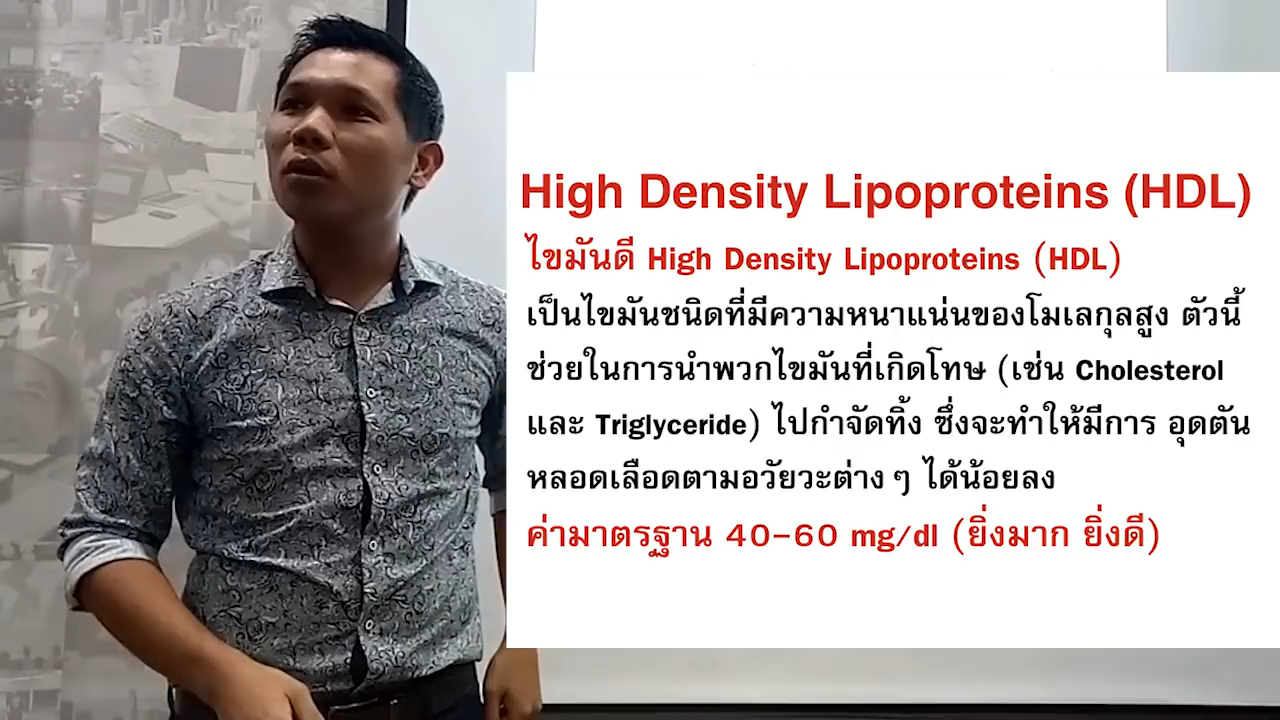 High Density Lipoproteins (HDL)
ไขมันดี High Density Lipoproteins (HDL)
เป็นไขมันชนิดที่มีความหนาแน่นของโมเลกุลสูง ตัวนี้
ช่วยในการนำพวกไขมันที่เกิดโทษ (เช่น Cholesterol
และ Triglyceride) ไปกำจัดทิ้ง ซึ่งจะทำให้มีการ อุดตัน
หลอดเลือดตามอวัยวะต่าง ๆ ได้น้อยลง
ค่ามาตรฐาน 40-60 mg/dl (ยิ่งมาก ยิ่งดี)